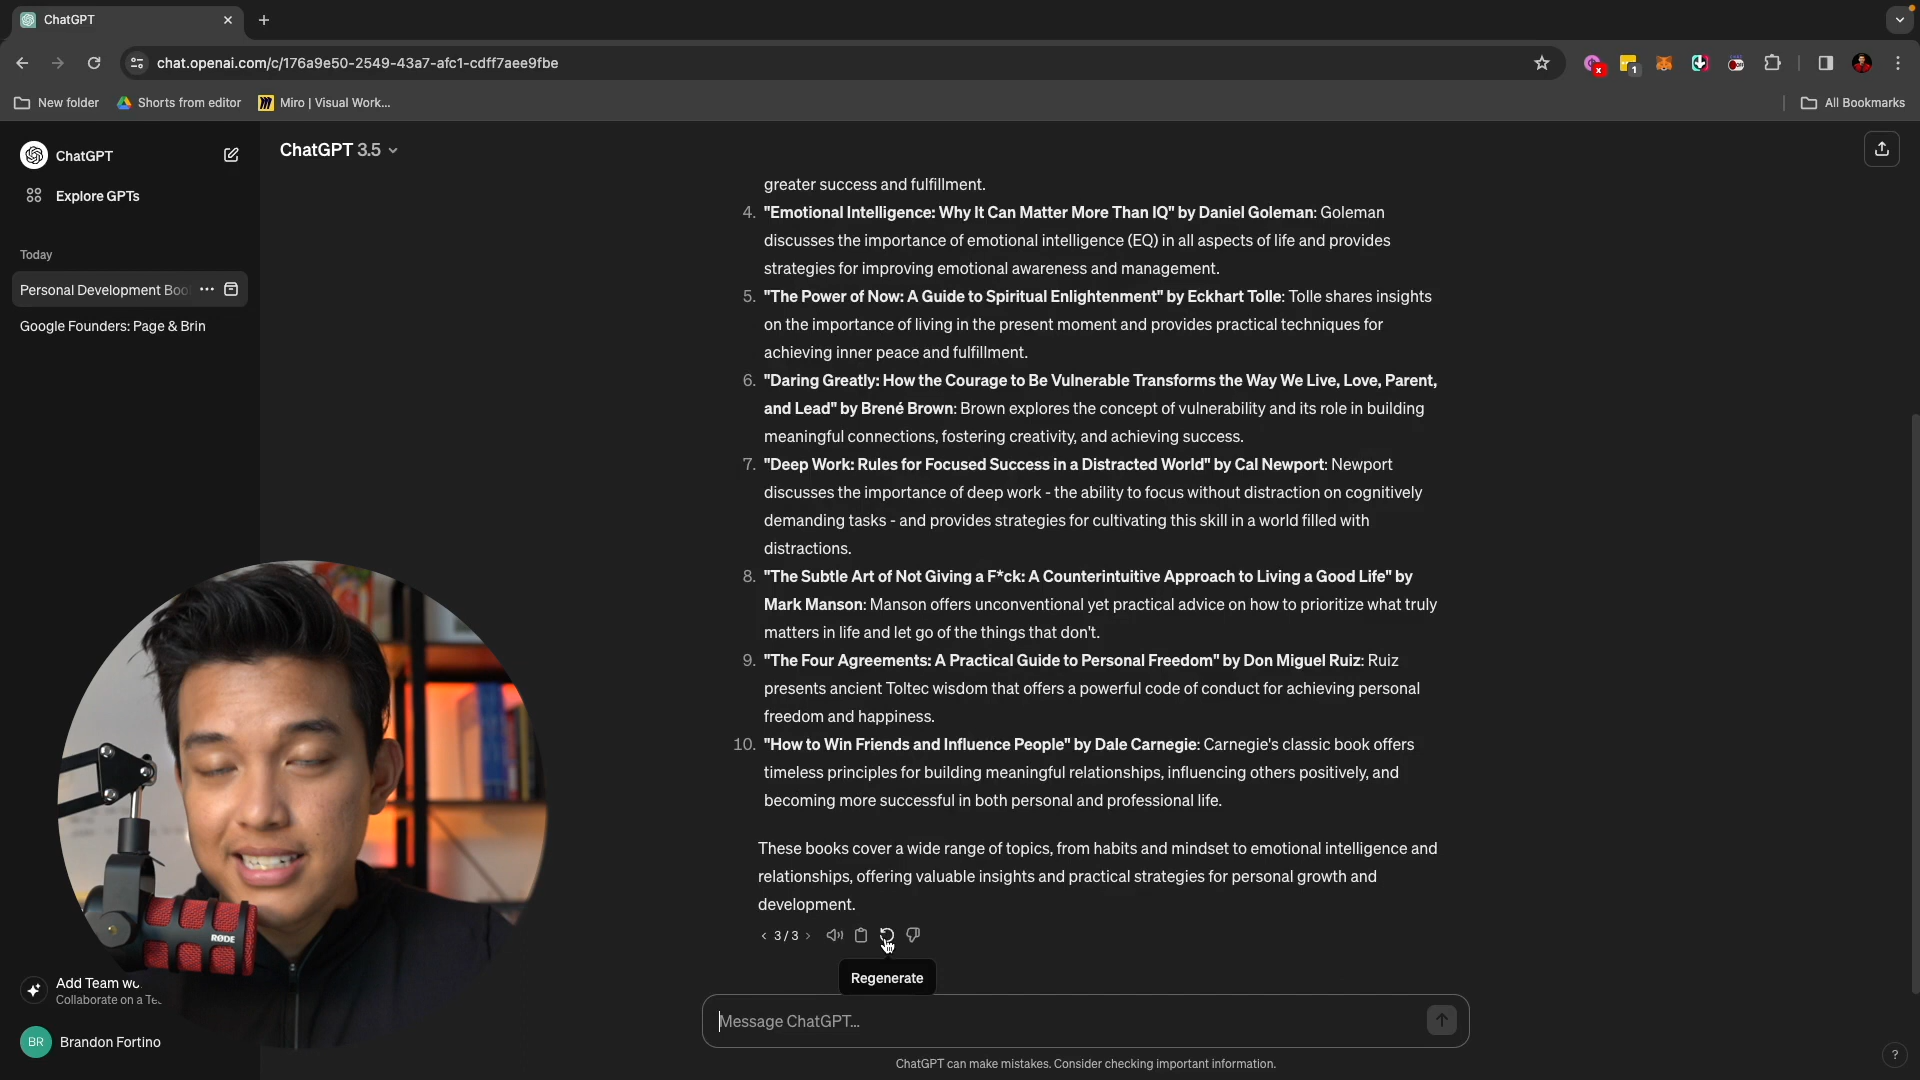 ChatGPT
chat.openai.com/c/176a9e50-2549-43a7-afc1-cdff7aee9fbe
1
New folder
Shorts from editor
Miro | Visual Work...
All Bookmarks
ChatGPT
Explore GPTs
Today
Personal Development Boo
Google Founders: Page & Brin
ChatGPT 3.5
greater success and fulfillment.
4. "Emotional Intelligence: Why It Can Matter More Than IQ" by Daniel Goleman: Goleman
discusses the importance of emotional intelligence (EQ) in all aspects of life and provides
strategies for improving emotional awareness and management.
5. "The Power of Now: A Guide to Spiritual Enlightenment" by Eckhart Tolle: Tolle shares insights
on the importance of living in the present moment and provides practical techniques for
achieving inner peace and fulfillment.
6. "Daring Greatly: How the Courage to Be Vulnerable Transforms the Way We Live, Love, Parent,
and Lead" by Brené Brown: Brown explores the concept of vulnerability and its role in building
meaningful connections, fostering creativity, and achieving success.
7. "Deep Work: Rules for Focused Success in a Distracted World" by Cal Newport: Newport
discusses the importance of deep work - the ability to focus without distraction on cognitively
demanding tasks - and provides strategies for cultivating this skill in a world filled with
distractions.
8. "The Subtle Art of Not Giving a F*ck: A Counterintuitive Approach to Living a Good Life" by
Mark Manson: Manson offers unconventional yet practical advice on how to prioritize what truly
matters in life and let go of the things that don't.
9. "The Four Agreements: A Practical Guide to Personal Freedom" by Don Miguel Ruiz: Ruiz
presents ancient Toltec wisdom that offers a powerful code of conduct for achieving personal
freedom and happiness.
10. "How to Win Friends and Influence People" by Dale Carnegie: Carnegie's classic book offers
timeless principles for building meaningful relationships, influencing others positively, and
becoming more successful in both personal and professional life.
These books cover a wide range of topics, from habits and mindset to emotional intelligence and
relationships, offering valuable insights and practical strategies for personal growth and
development.
3/3
Regenerate
Message ChatGPT...
ChatGPT can make mistakes. Consider checking important information.
?
RØDE
Add Team wo
Collaborate on a Te
BR Brandon Fortino